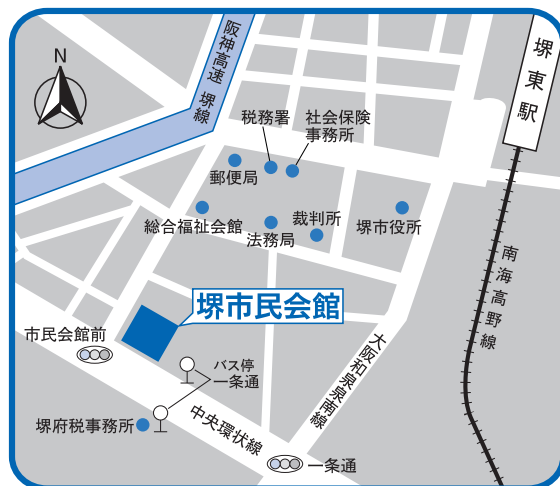 N
阪神高速 堺線
堺東駅
税務署
社会保険
事務所
郵便局
総合福祉会館
法務局
裁判所
堺市役所
南海高野線
堺市民会館
市民会館前
バス停
一条通
大阪和泉泉南線
堺府税事務所
中央環状線
一条通